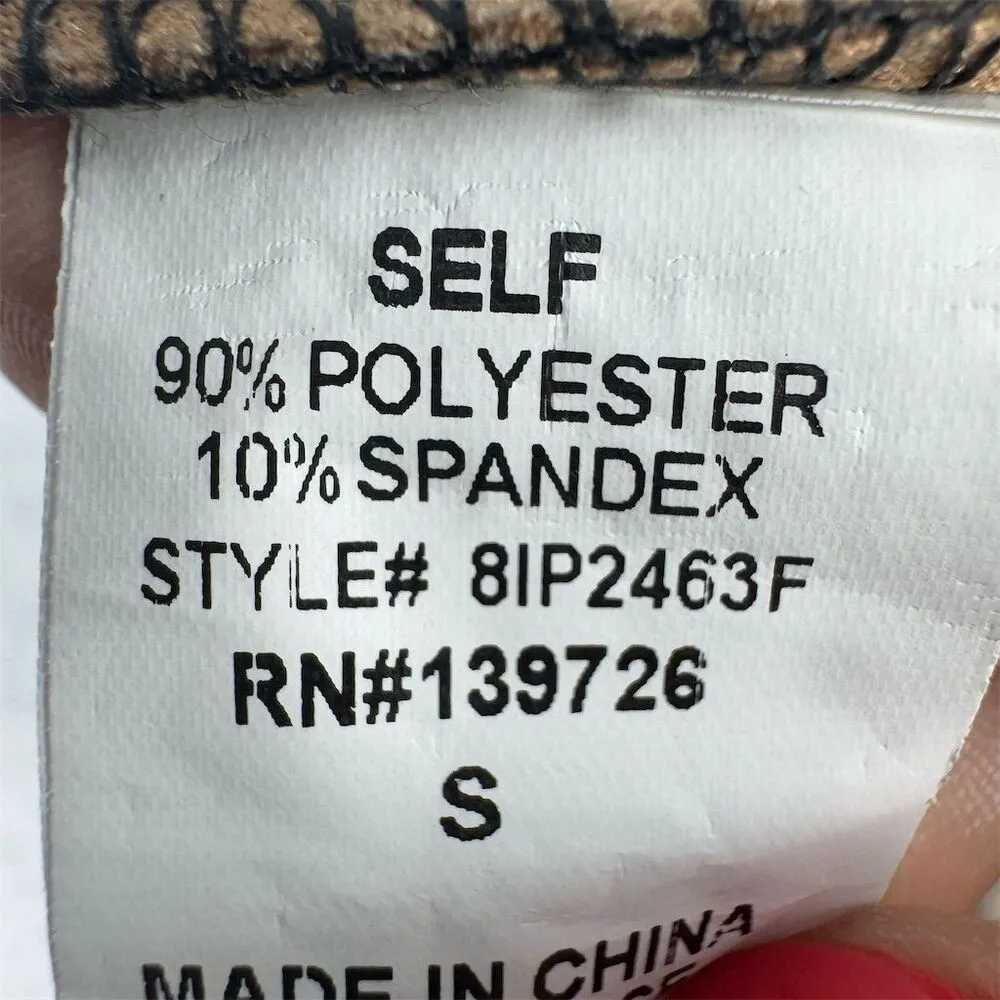 SELF
90% POLYESTER
10% SPANDEX
STYLE# 8IP2463F
RN#139726
S
MADE IN CHINA